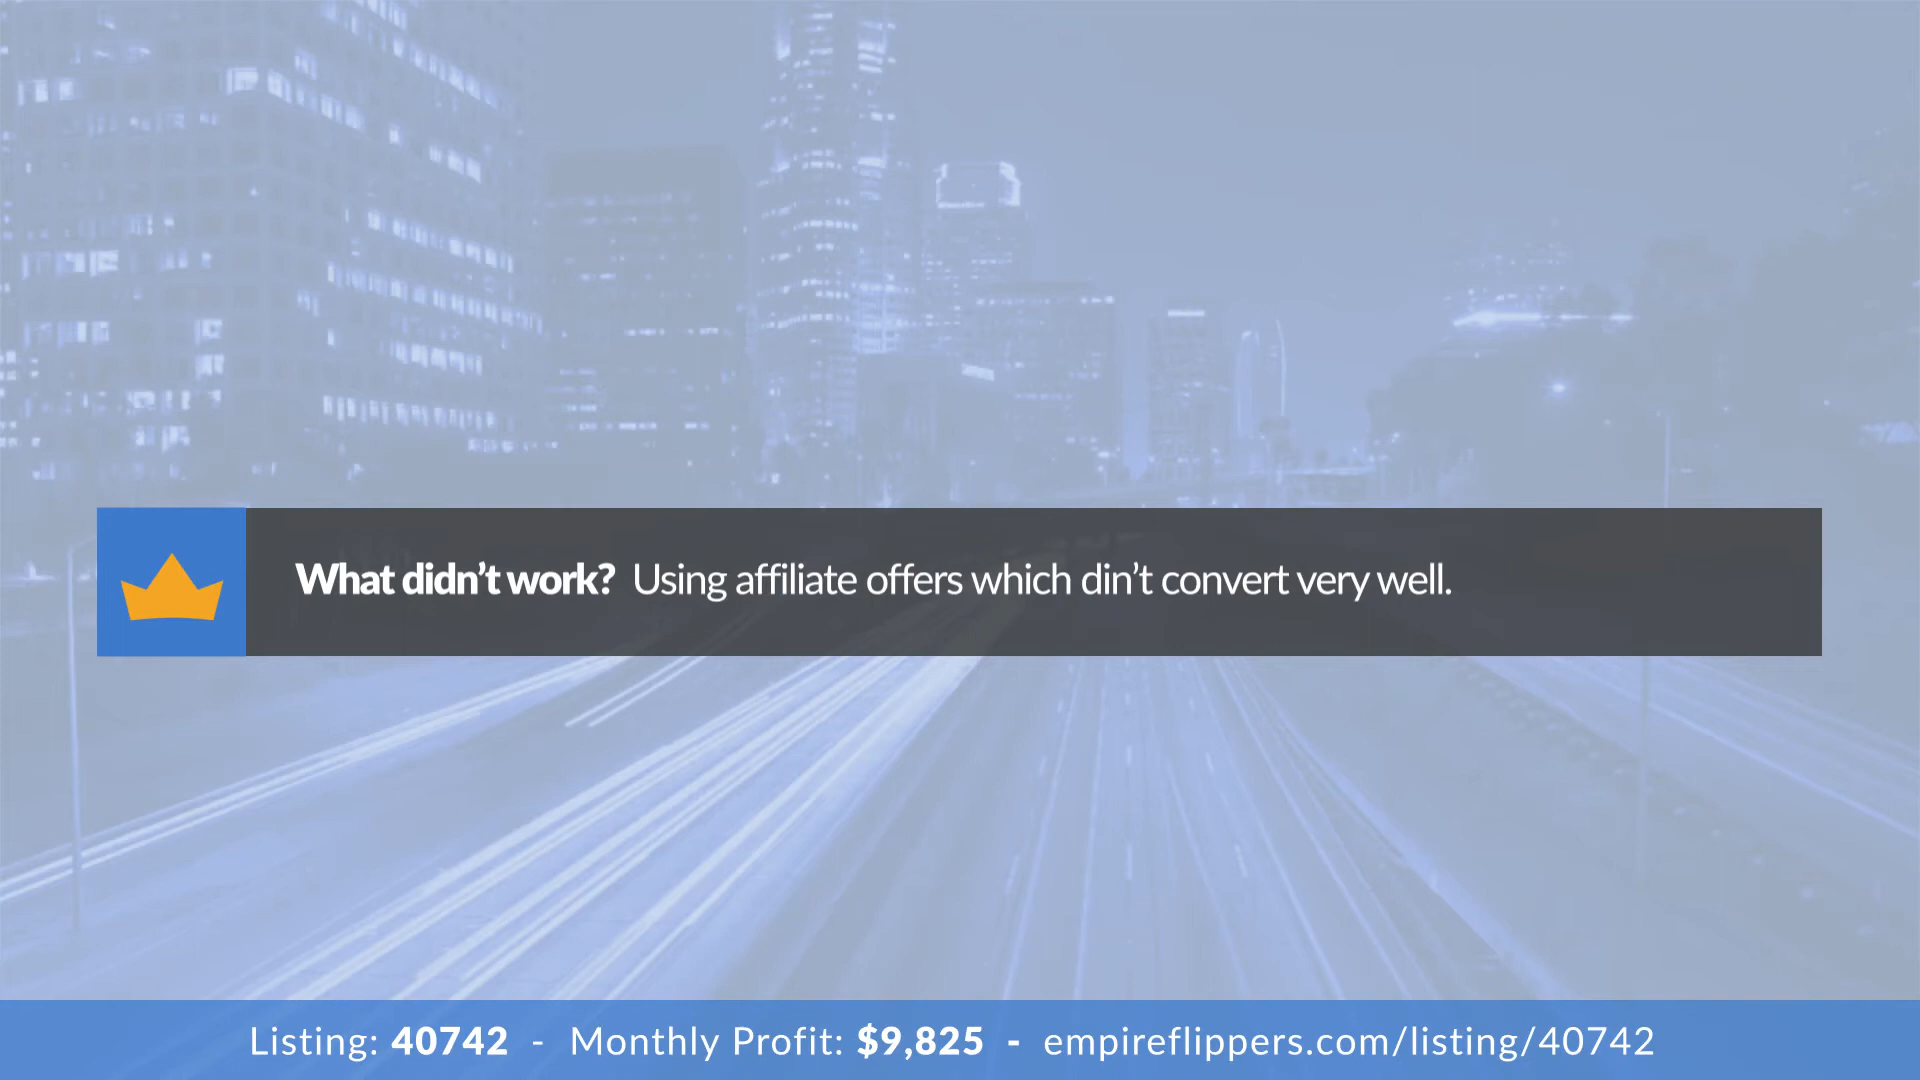 What didn’t work? Using affiliate offers which din’t convert very well.
Listing: 40742 - Monthly Profit: $9,825 - empireflippers.com/listing/40742